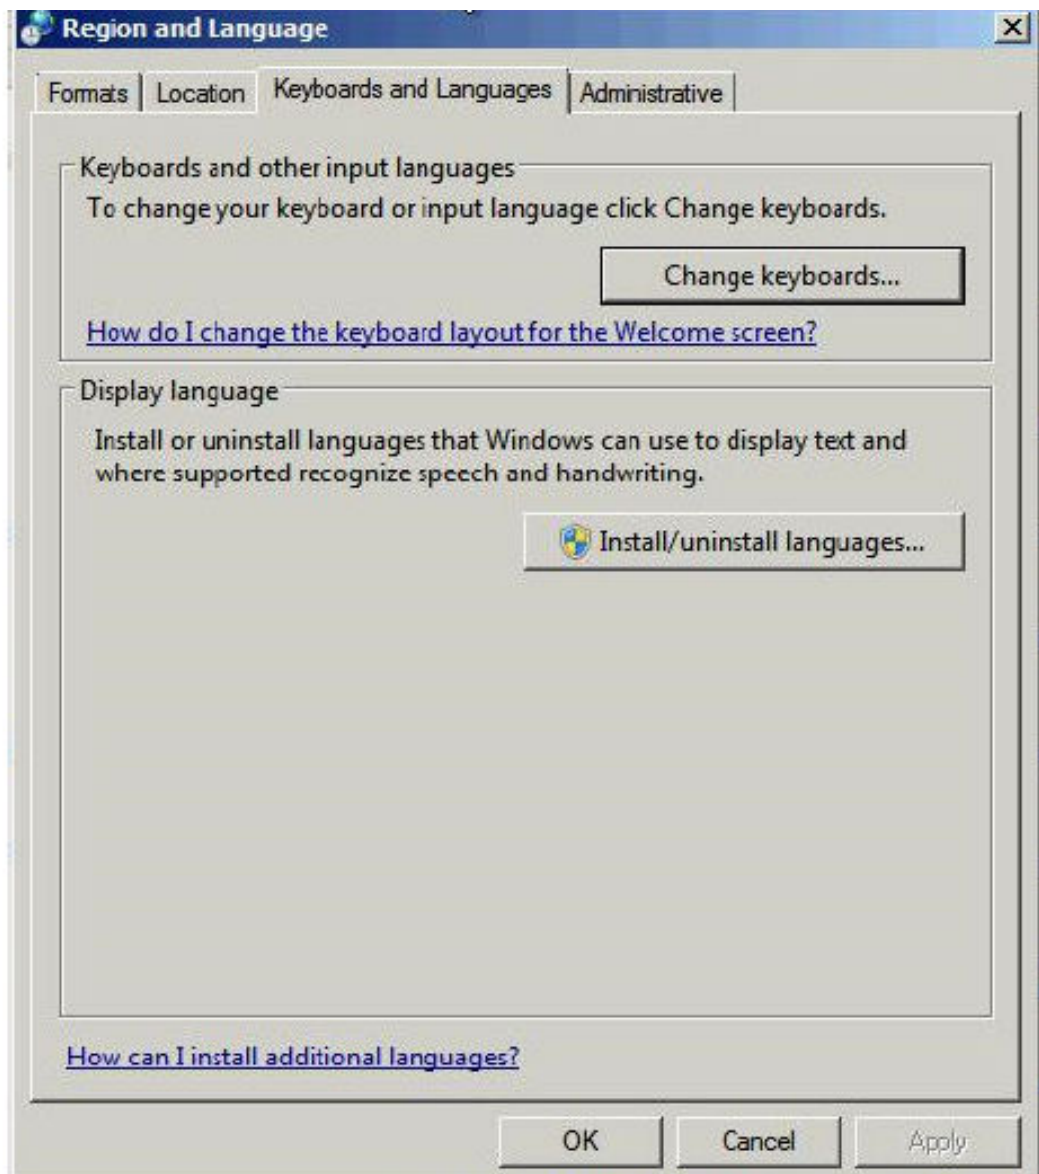 Region and Language
Formats Location Keyboards and Languages Administrative
Keyboards and other input languages
To change your keyboard or input language click Change keyboards.
Change keyboards...
How do I change the keyboard layout for the Welcome screen?
Display language
Install or uninstall languages that Windows can use to display text and
where supported recognize speech and handwriting.
Install/uninstall languages...
How can I install additional languages?
OK Cancel Apply